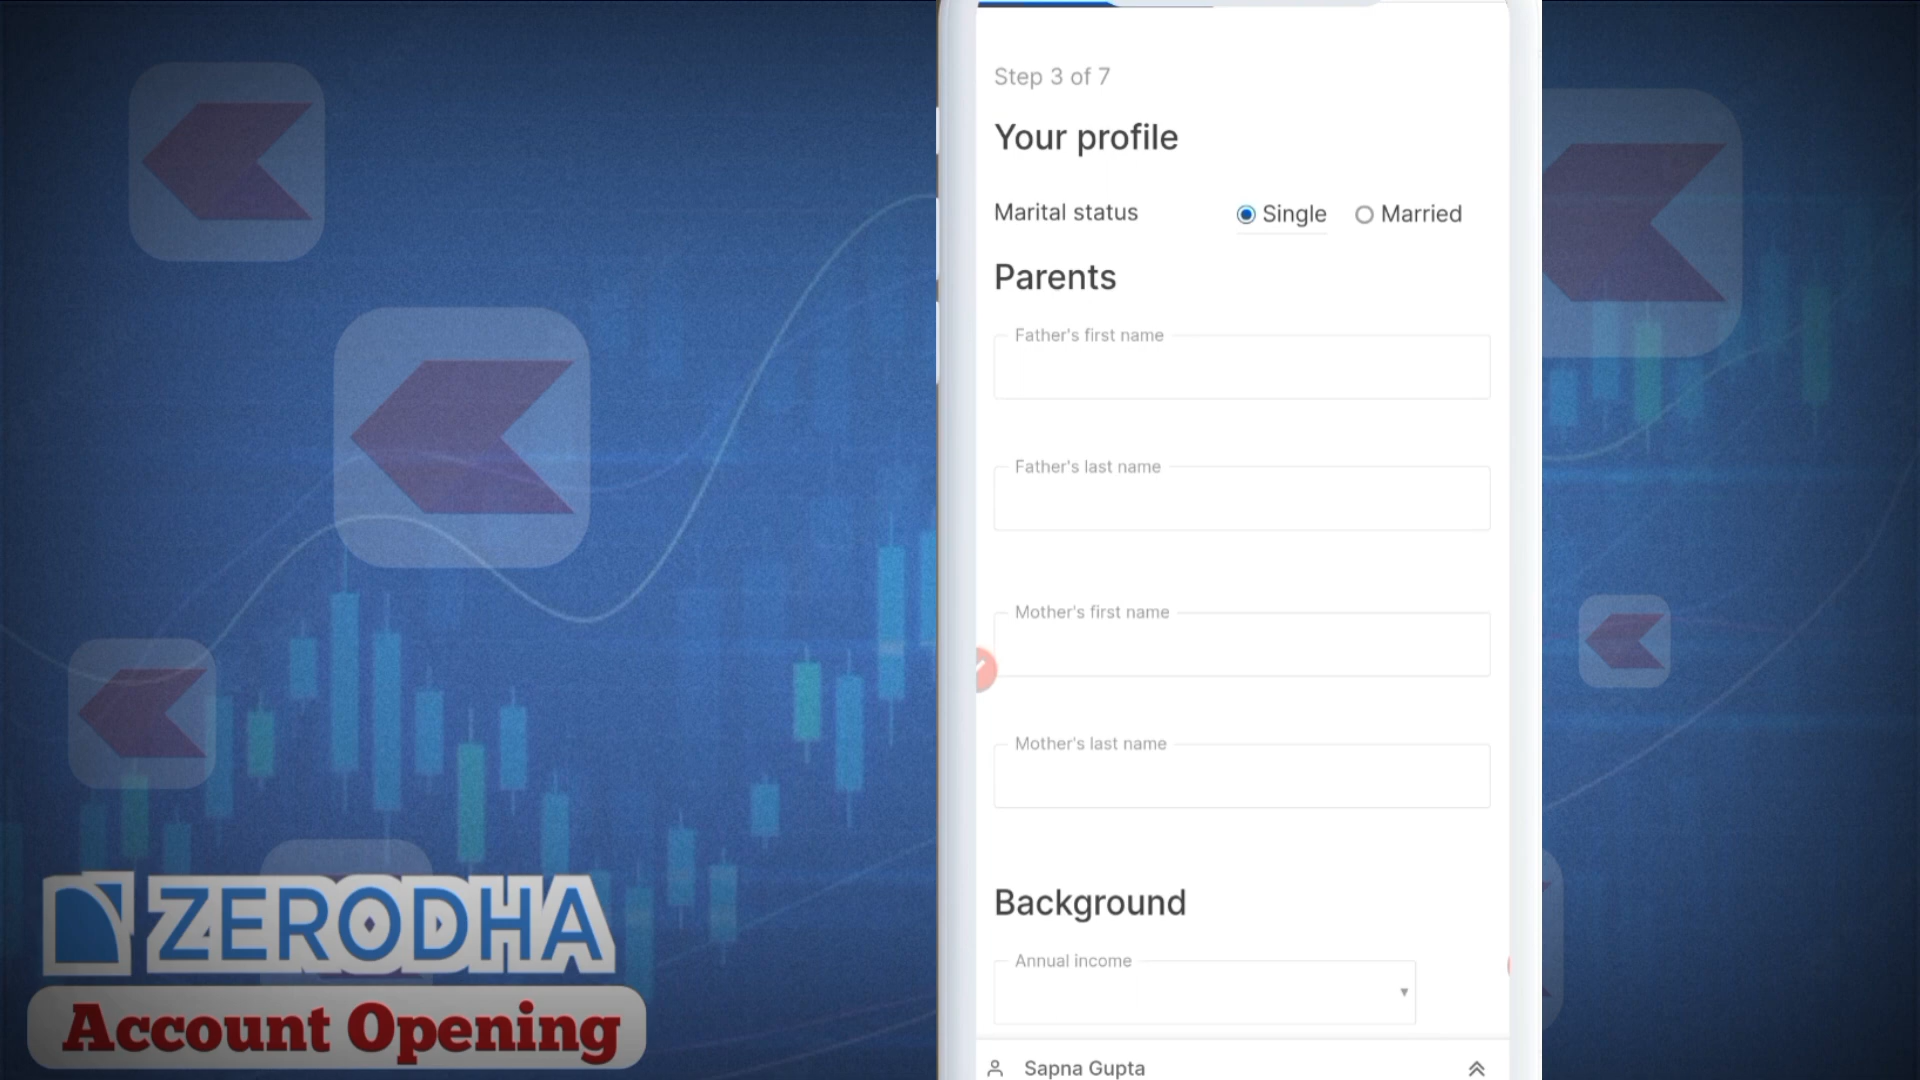 Step 3 of 7
Your profile
Marital status
Single
Married
Parents
Father's first name
Father's last name
Mother's first name
Mother's last name
Background
Annual income
Sapna Gupta
ZERODHA
Account Opening